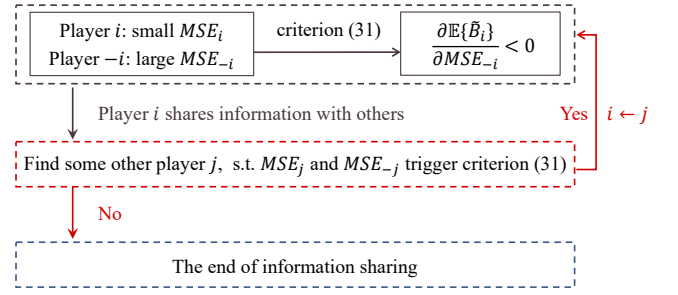 Player i: small MSE_i
Player −i: large MSE_{−i}
criterion (31)
∂𝔼{B̃_i}/∂MSE_{−i} < 0
Player i shares information with others
Yes i ← j
Find some other player j, s.t. MSE_j and MSE_{−j} trigger criterion (31)
No
The end of information sharing